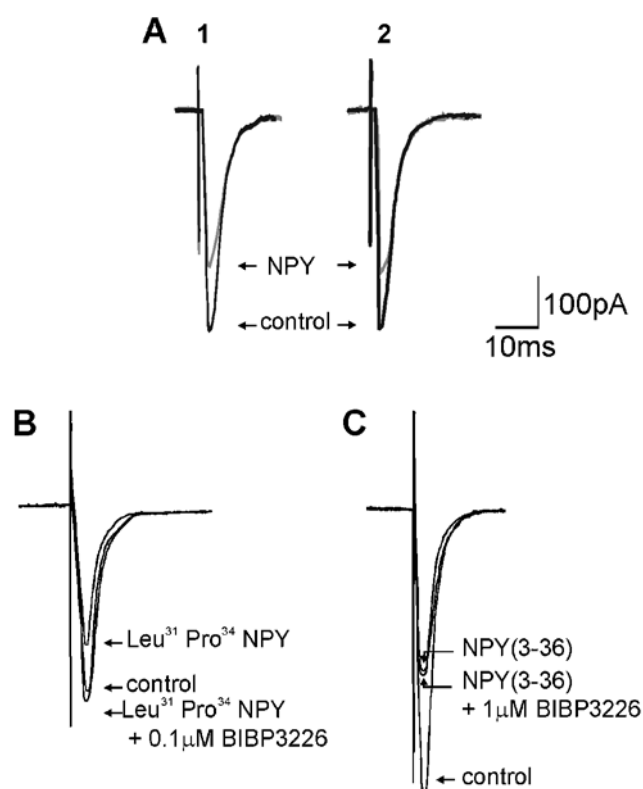 A
1 2
← NPY →
← control →
100pA
10ms
B
← Leu³¹ Pro³⁴ NPY
← control
← Leu³¹ Pro³⁴ NPY
+ 0.1μM BIBP3226
C
NPY(3-36)
NPY(3-36)
+ 1μM BIBP3226
← control